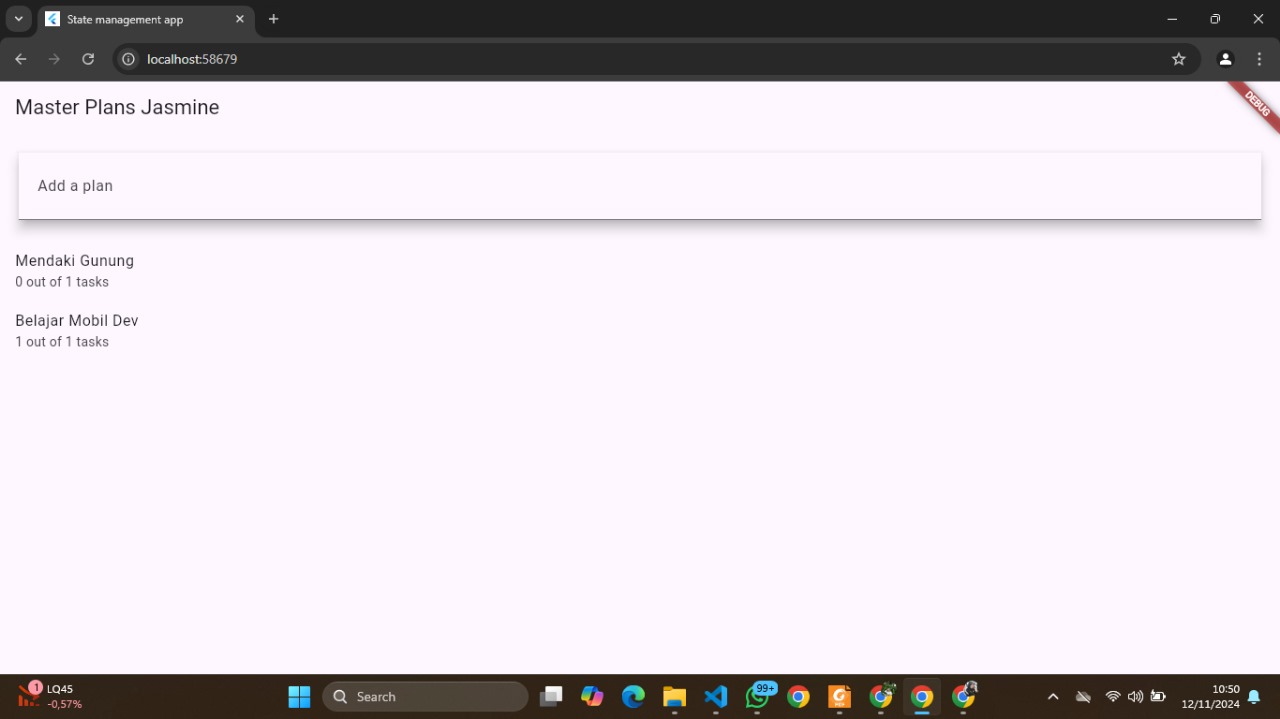 State management app
localhost:58679
Master Plans Jasmine
DEBUG
Add a plan
Mendaki Gunung
0 out of 1 tasks
Belajar Mobil Dev
1 out of 1 tasks
1
LQ45
-0,57%
Search
99+
PDF
10:50
12/11/2024